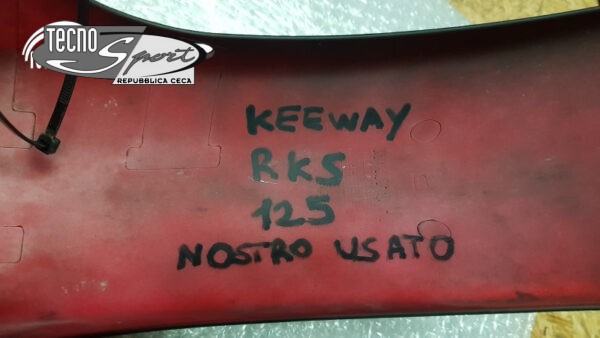 TECNO
Sport
REPUBBLICA CECA
KEEWAY
RKS
125
NOSTRO USATO